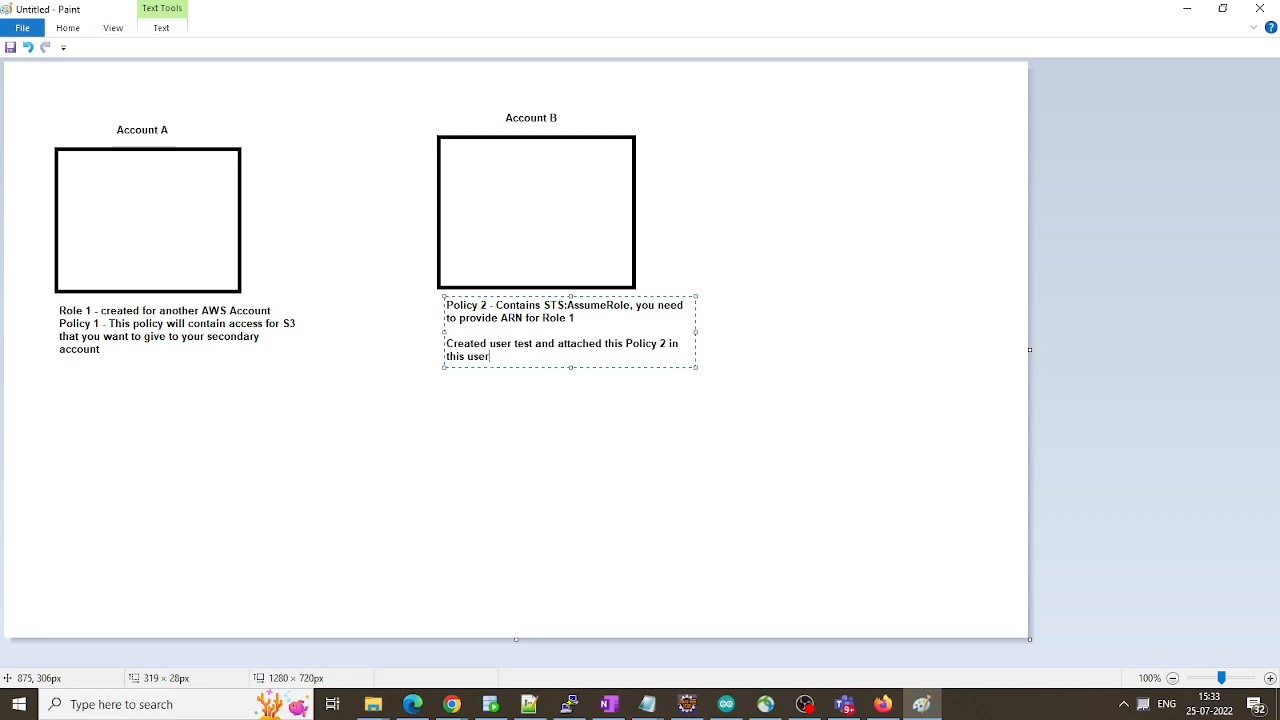 Untitled - Paint
Text Tools
File
Home
View
Text
Account A
Account B
Role 1 - created for another AWS Account
Policy 1 - This policy will contain access for S3
that you want to give to your secondary
account
Policy 2 - Contains STS:AssumeRole, you need
to provide ARN for Role 1
Created user test and attached this Policy 2 in
this user
875, 306px
319 × 28px
1280 × 720px
100%
Type here to search
9+
ENG
15:33
25-07-2022
32